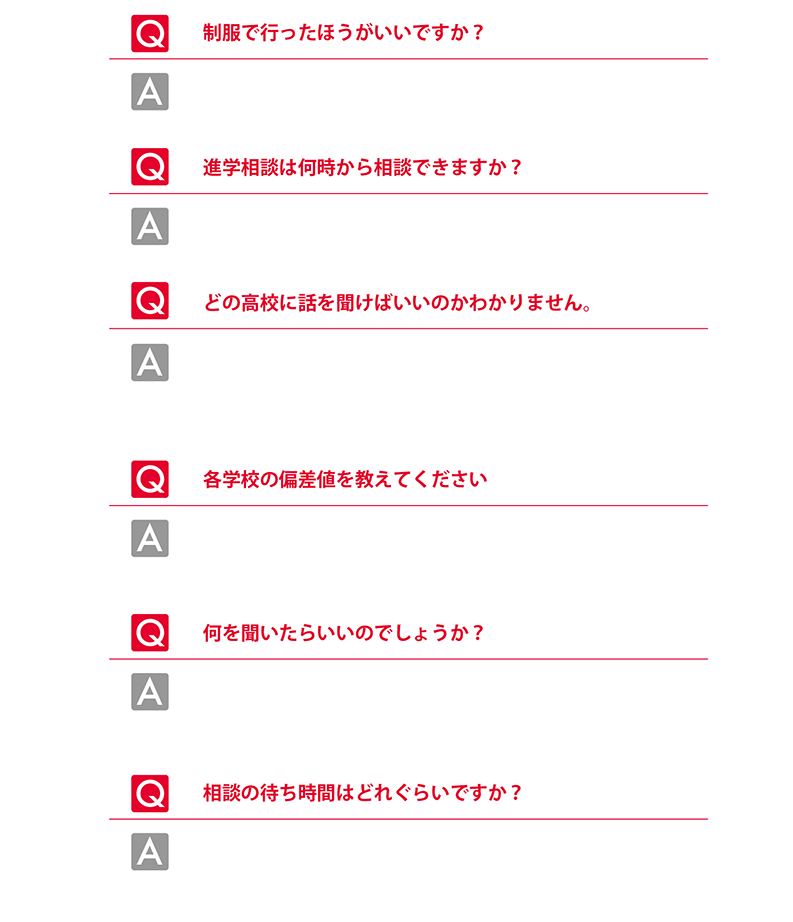 Q 制服で行ったほうがいいですか？
A
Q 進学相談は何時から相談できますか？
A
Q どの高校に話を聞けばいいのかわかりません。
A
Q 各学校の偏差値を教えてください
A
Q 何を聞いたらいいのでしょうか？
A
Q 相談の待ち時間はどれぐらいですか？
A